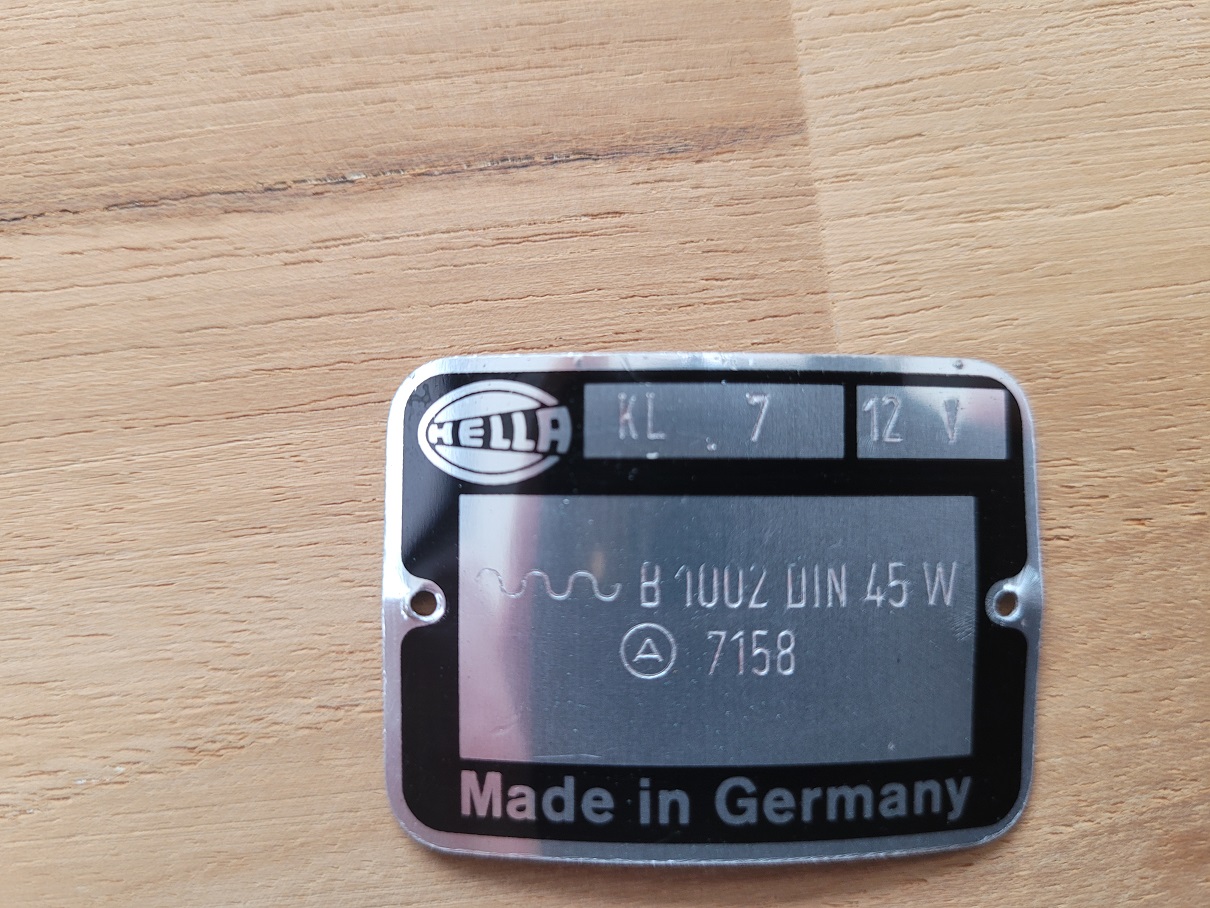 HELLA KL 7 12 V
B 1002 DIN 45 W
A 7158
Made in Germany